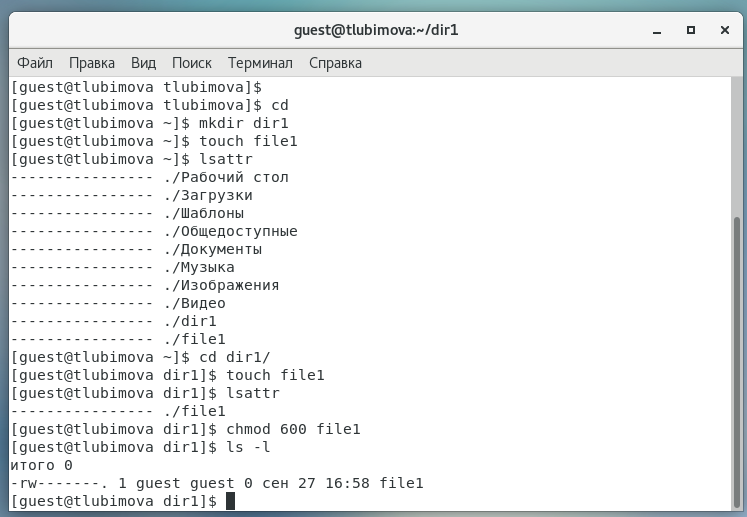 guest@tlubimova:~/dir1
Файл Правка Вид Поиск Терминал Справка
[guest@tlubimova tlubimova]$
[guest@tlubimova tlubimova]$ cd
[guest@tlubimova ~]$ mkdir dir1
[guest@tlubimova ~]$ touch file1
[guest@tlubimova ~]$ lsattr
---------------- ./Рабочий стол
---------------- ./Загрузки
---------------- ./Шаблоны
---------------- ./Общедоступные
---------------- ./Документы
---------------- ./Музыка
---------------- ./Изображения
---------------- ./Видео
---------------- ./dir1
---------------- ./file1
[guest@tlubimova ~]$ cd dir1/
[guest@tlubimova dir1]$ touch file1
[guest@tlubimova dir1]$ lsattr
---------------- ./file1
[guest@tlubimova dir1]$ chmod 600 file1
[guest@tlubimova dir1]$ ls -l
итого 0
-rw-------. 1 guest guest 0 сен 27 16:58 file1
[guest@tlubimova dir1]$